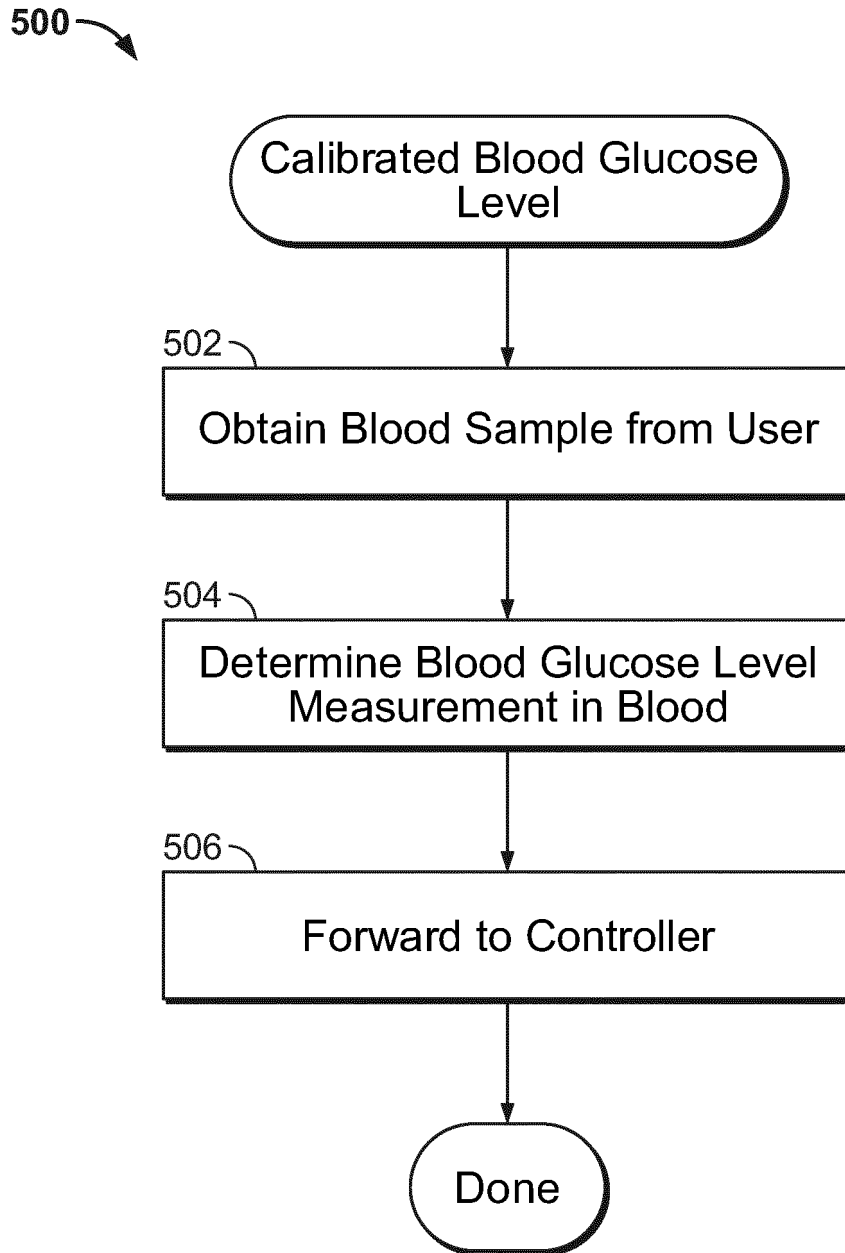 500
Calibrated Blood Glucose
Level
502
Obtain Blood Sample from User
504
Determine Blood Glucose Level
Measurement in Blood
506
Forward to Controller
Done